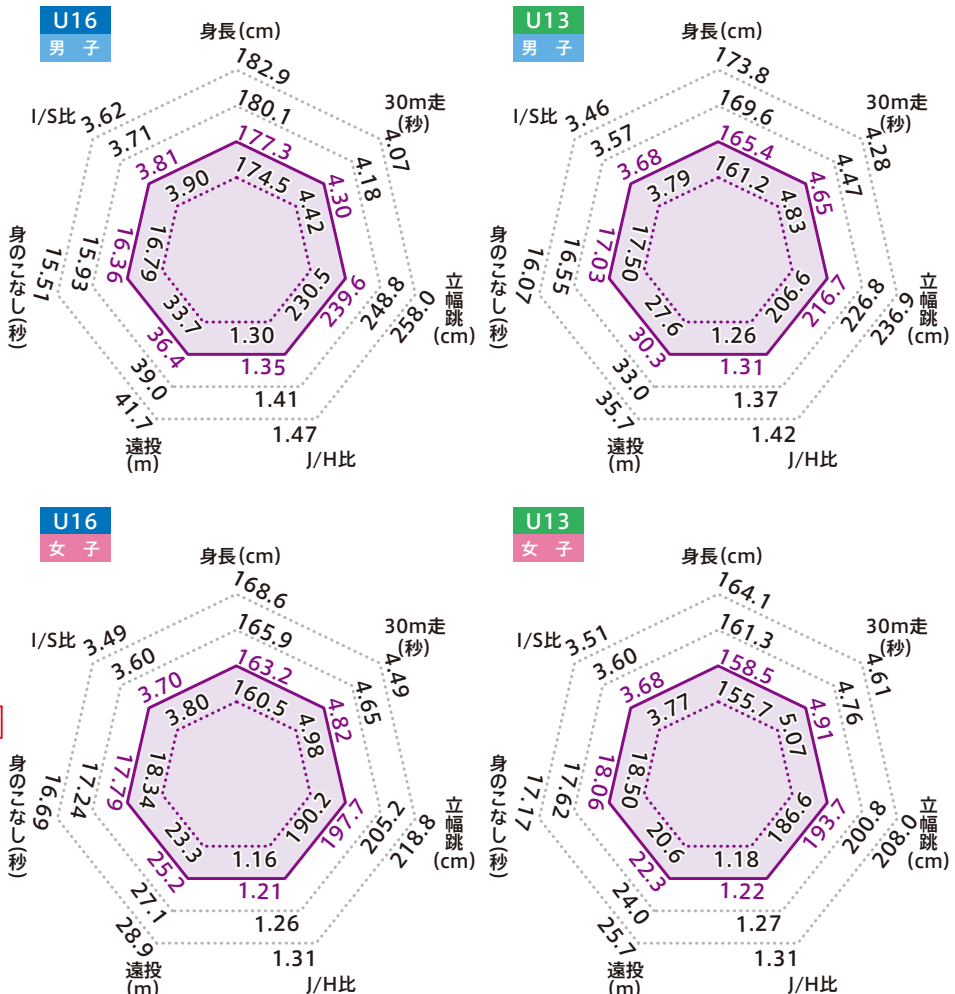 U16
男 子
身長(cm)
182.9
180.1
177.3
174.5
30m走
(秒)
4.07
4.18
4.30
4.42
立幅跳
(cm)
258.0
248.8
239.6
230.5
J/H比
1.47
1.41
1.35
1.30
遠投
(m)
41.7
39.0
36.4
33.7
身のこなし(秒)
15.51
15.93
16.36
16.79
I/S比
3.62
3.71
3.81
3.90
U13
男 子
身長(cm)
173.8
169.6
165.4
161.2
30m走
(秒)
4.28
4.47
4.65
4.83
立幅跳
(cm)
236.9
226.8
216.7
206.6
J/H比
1.42
1.37
1.31
1.26
遠投
(m)
35.7
33.0
30.3
27.6
身のこなし(秒)
16.07
16.55
17.03
17.50
I/S比
3.46
3.57
3.68
3.79
U16
女 子
身長(cm)
168.6
165.9
163.2
160.5
30m走
(秒)
4.49
4.65
4.82
4.98
立幅跳
(cm)
218.8
205.2
197.7
190.2
J/H比
1.31
1.26
1.21
1.16
遠投
(m)
28.9
27.1
25.2
23.3
身のこなし(秒)
16.69
17.24
17.79
18.34
I/S比
3.49
3.60
3.70
3.80
U13
女 子
身長(cm)
164.1
161.3
158.5
155.7
30m走
(秒)
4.61
4.76
4.91
5.07
立幅跳
(cm)
208.0
200.8
193.7
186.6
J/H比
1.31
1.27
1.22
1.18
遠投
(m)
25.7
24.0
22.3
20.6
身のこなし(秒)
17.17
17.62
18.06
18.50
I/S比
3.51
3.60
3.68
3.77